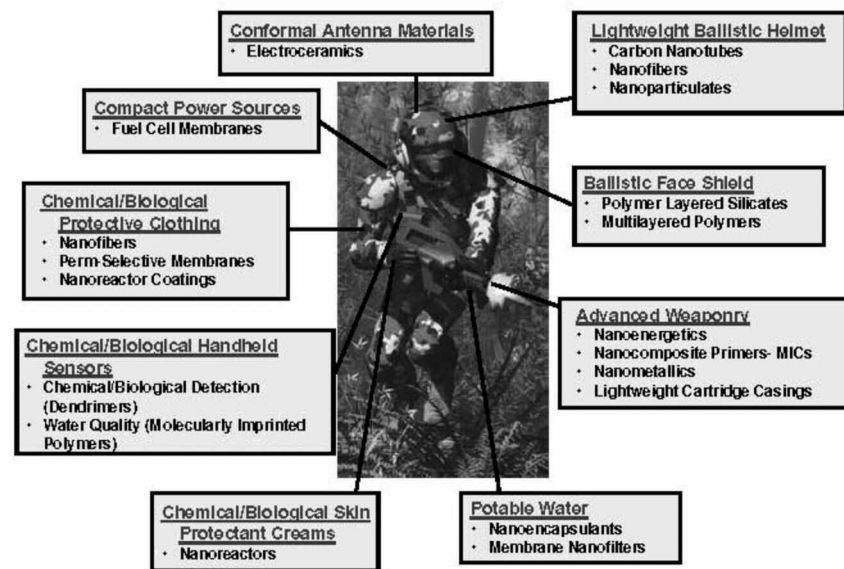 Conformal Antenna Materials
• Electroceramics
Lightweight Ballistic Helmet
• Carbon Nanotubes
• Nanofibers
• Nanoparticulates
Compact Power Sources
• Fuel Cell Membranes
Ballistic Face Shield
• Polymer Layered Silicates
• Multilayered Polymers
Chemical/Biological
Protective Clothing
• Nanofibers
• Perm-Selective Membranes
• Nanoreactor Coatings
Advanced Weaponry
• Nanoenergetics
• Nanocomposite Primers- MICs
• Nanometallics
• Lightweight Cartridge Casings
Chemical/Biological Handheld
Sensors
• Chemical/Biological Detection
(Dendrimers)
• Water Quality (Molecularly Imprinted
Polymers)
Chemical/Biological Skin
Protectant Creams
• Nanoreactors
Potable Water
• Nanoencapsulants
• Membrane Nanofilters